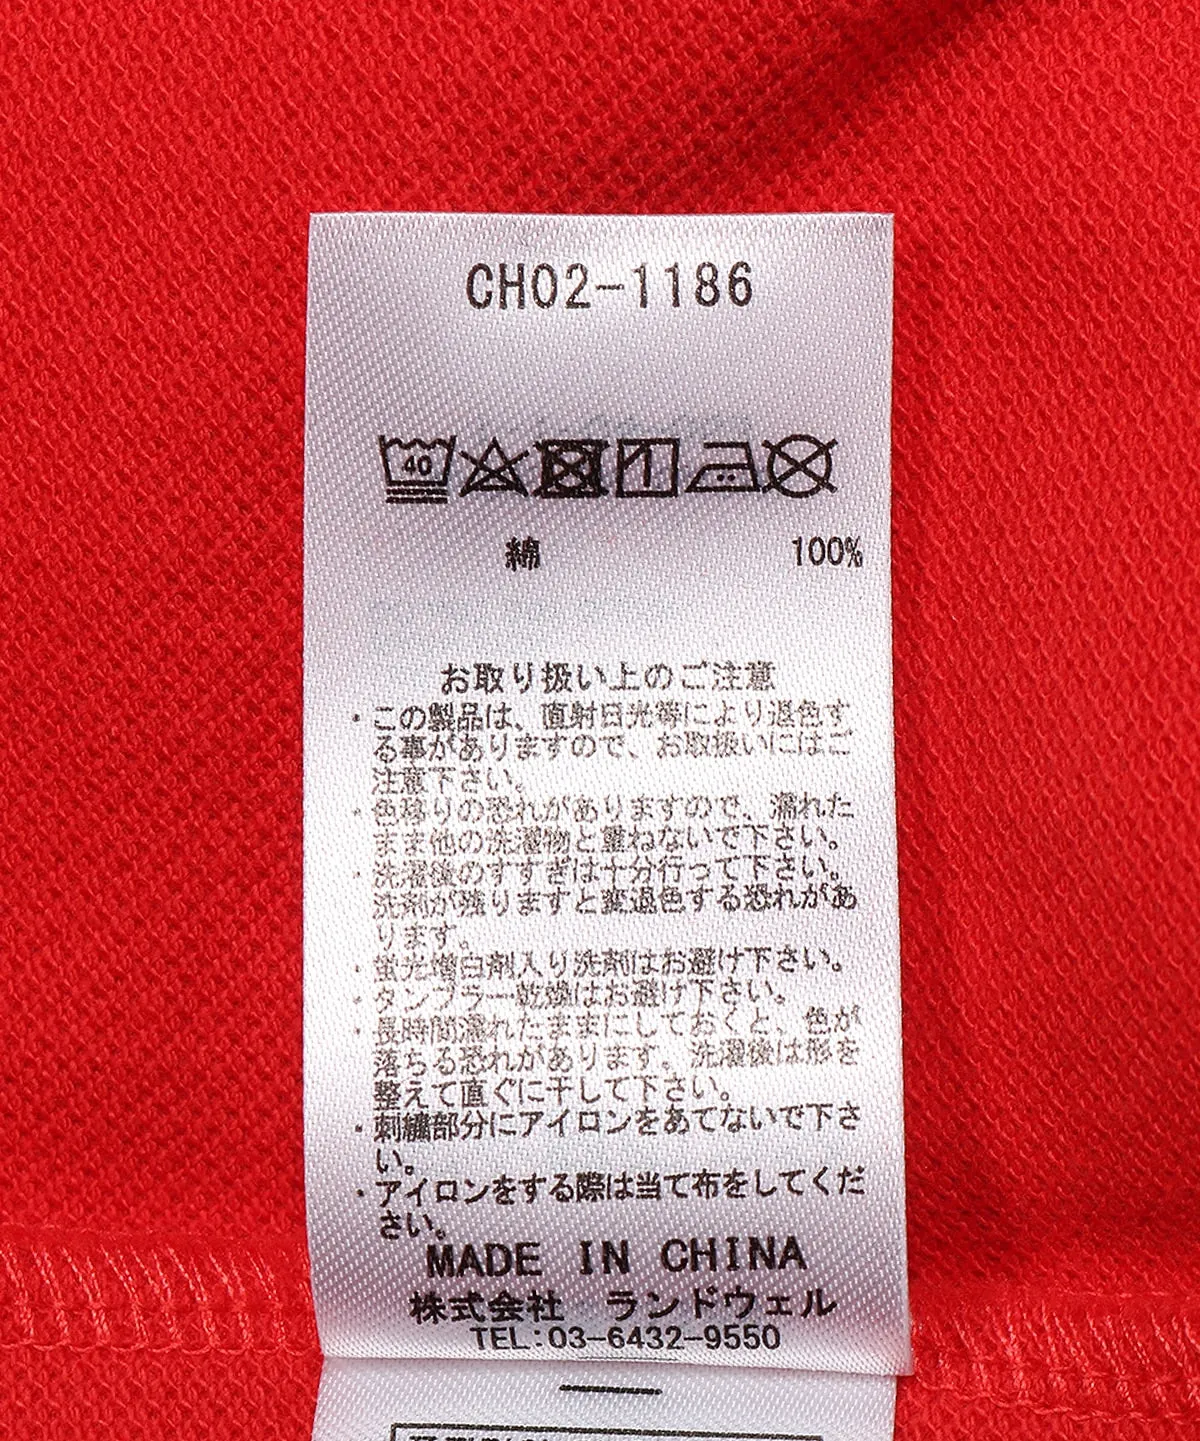 CH02-1186
40
綿 100%
お取り扱い上のご注意
・この製品は、直射日光等により退色す
る事がありますので、お取扱いにはご
注意下さい。
・色移りの恐れがありますので、濡れた
まま他の洗濯物と重ねないで下さい。
・洗濯後のすすぎは十分行って下さい。
洗剤が残りますと変退色する恐れがあ
ります。
・蛍光増白剤入り洗剤はお避け下さい。
・タンブラー乾燥はお避け下さい。
・長時間濡れたままにしておくと、色が
落ちる恐れがあります。洗濯後は形を
整えて直ぐに干して下さい。
・刺繍部分にアイロンをあてないで下さ
い。
・アイロンをする際は当て布をしてくだ
さい。
MADE IN CHINA
株式会社 ランドウェル
TEL:03-6432-9550